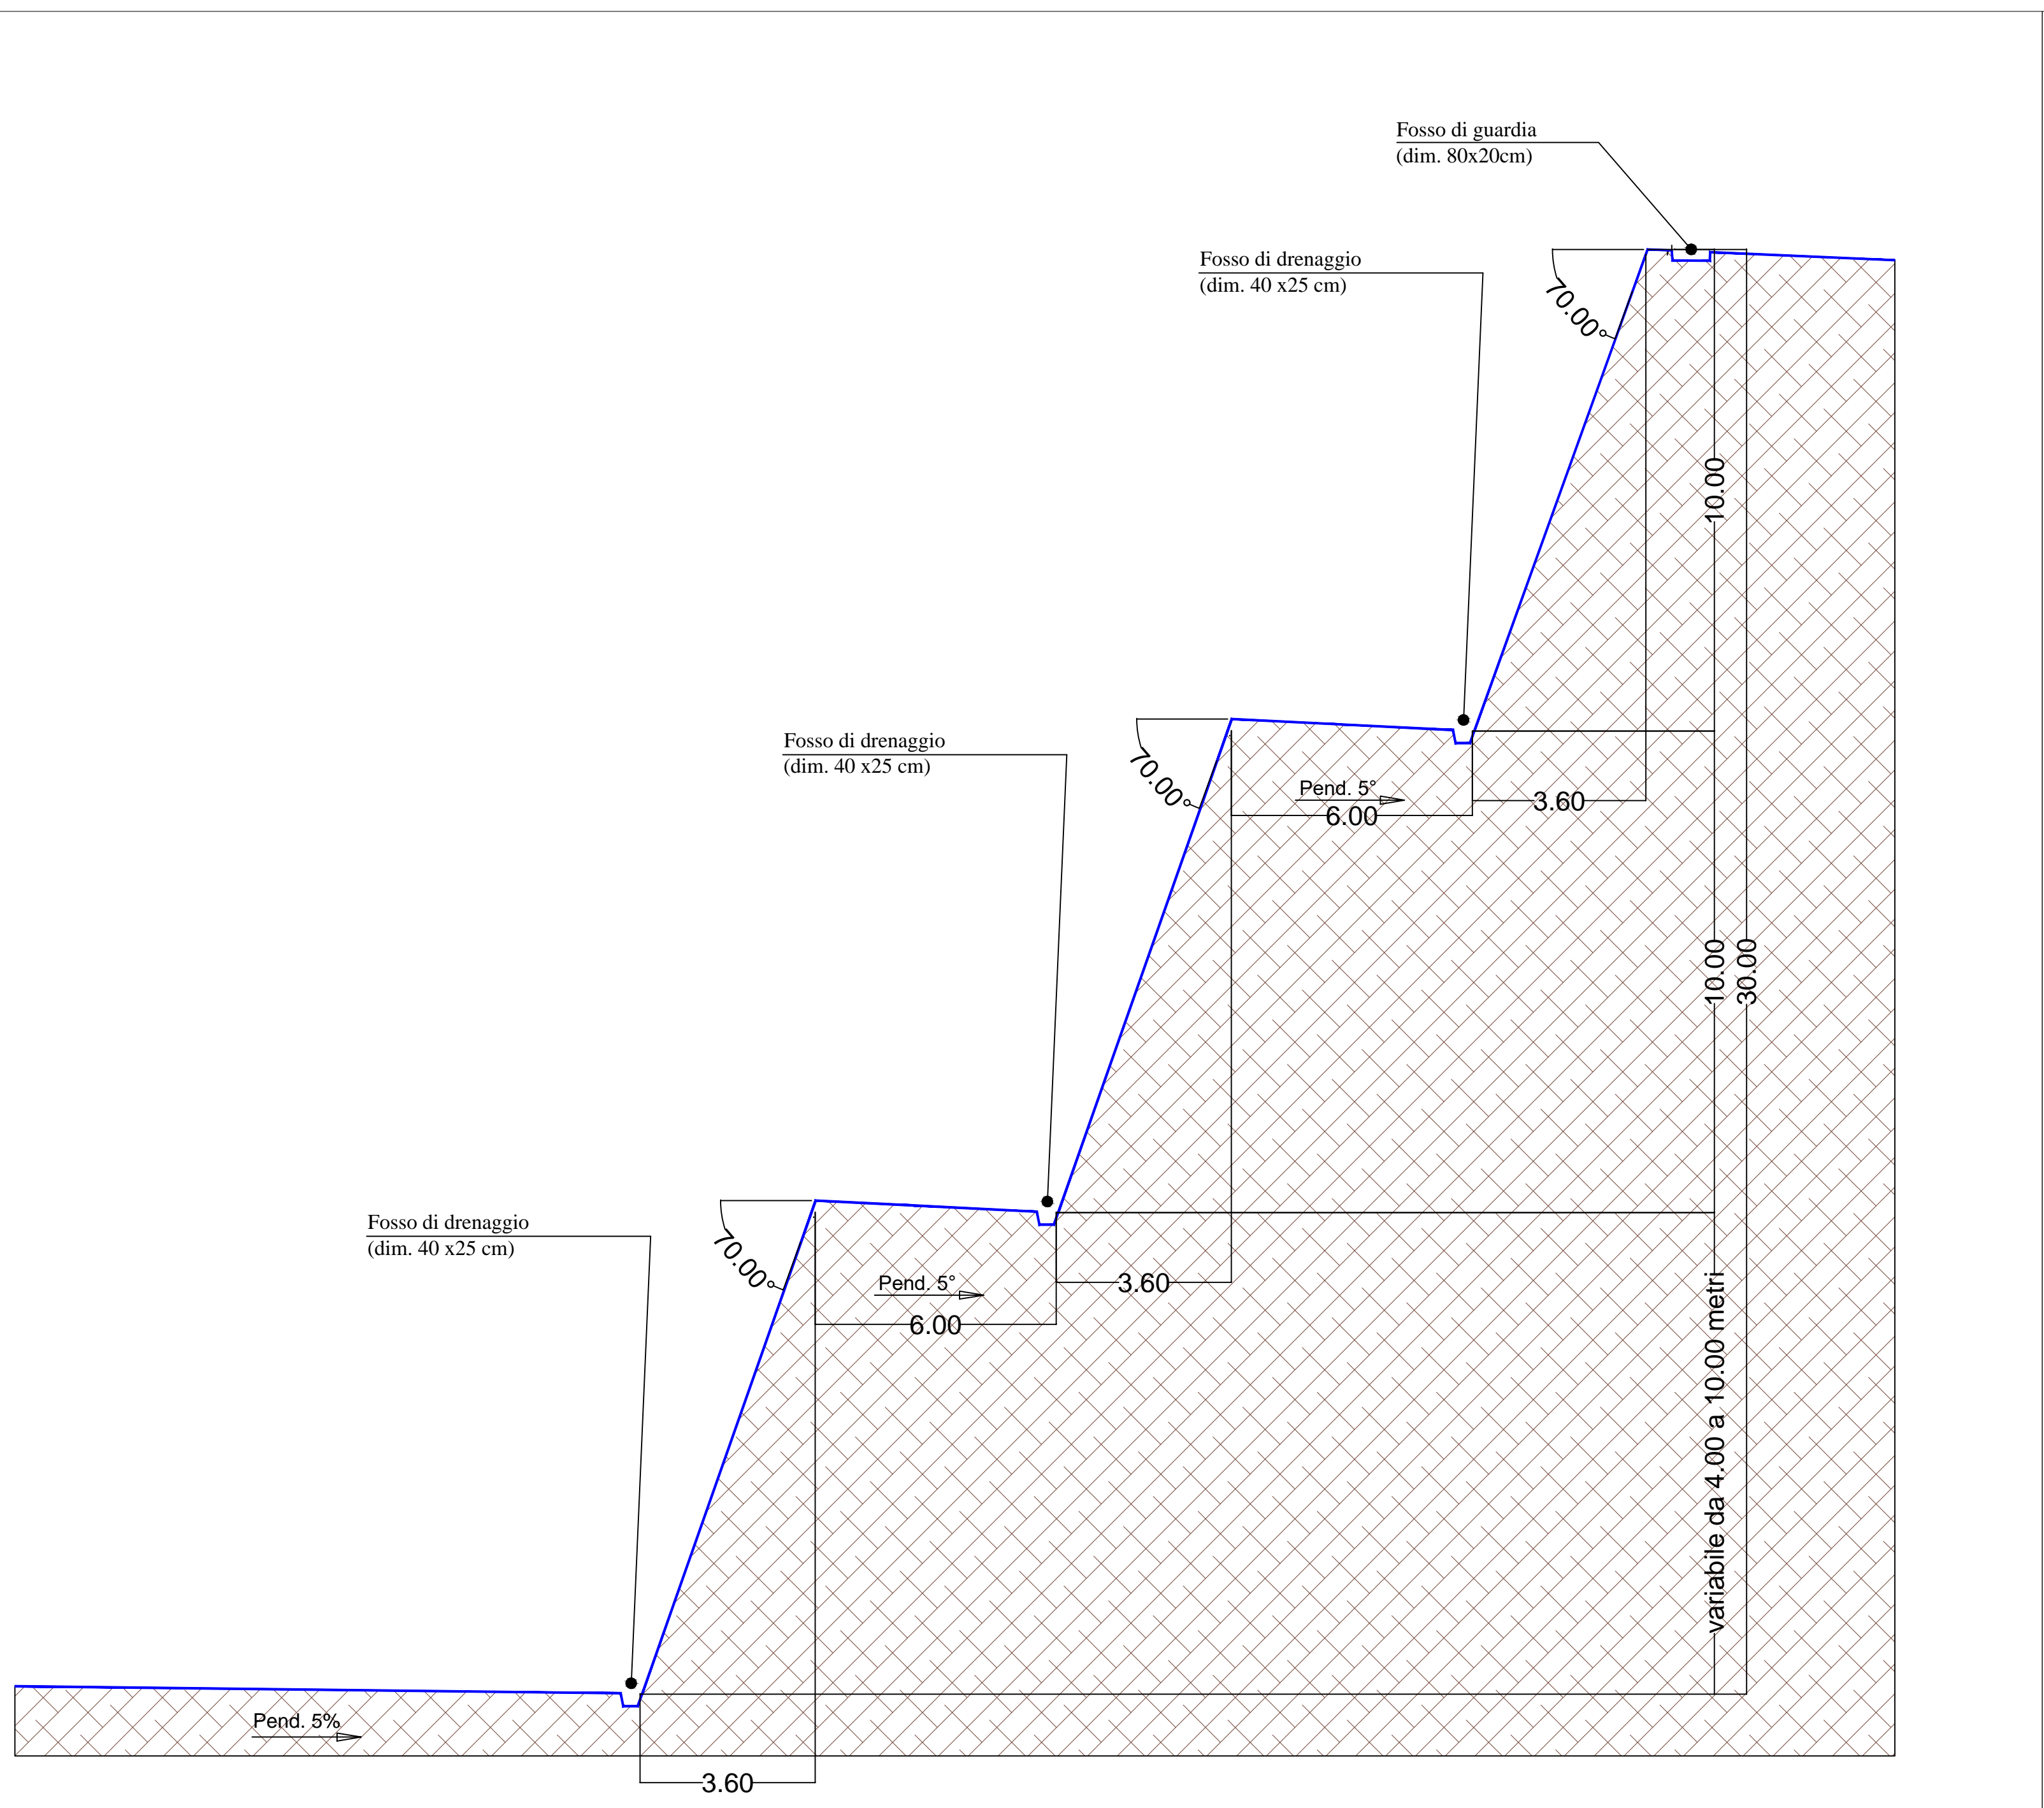 Fosso di guardia
(dim. 80x20cm)
Fosso di drenaggio
(dim. 40 x25 cm)
70.00°
10.00
Fosso di drenaggio
(dim. 40 x25 cm)
70.00°
Pend. 5°
6.00
3.60
10.00
30.00
Fosso di drenaggio
(dim. 40 x25 cm)
70.00°
Pend. 5°
6.00
3.60
variabile da 4.00 a 10.00 metri
Pend. 5%
3.60